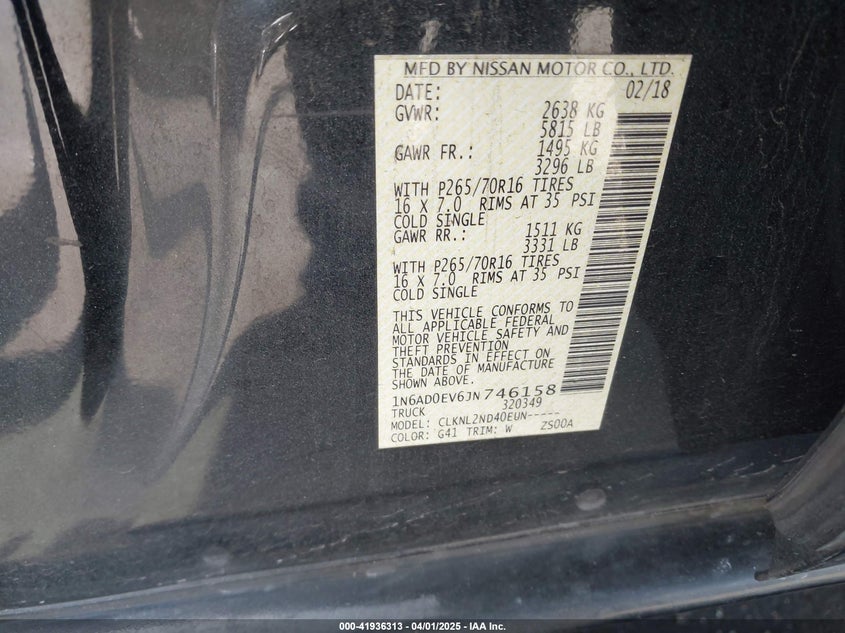 MFD BY NISSAN MOTOR CO., LTD.
DATE: 02/18
GVWR: 2638 KG
5815 LB
GAWR FR.: 1495 KG
3296 LB
WITH P265/70R16 TIRES
16 X 7.0 RIMS AT 35 PSI
COLD SINGLE
GAWR RR.: 1511 KG
3331 LB
WITH P265/70R16 TIRES
16 X 7.0 RIMS AT 35 PSI
COLD SINGLE
THIS VEHICLE CONFORMS TO
ALL APPLICABLE FEDERAL
MOTOR VEHICLE SAFETY AND
THEFT PREVENTION
STANDARDS IN EFFECT ON
THE DATE OF MANUFACTURE
SHOWN ABOVE.
1N6AD0EV6JN746158
TRUCK 320349
MODEL: CLKNL2ND40EUN-----
COLOR: G41 TRIM: W ZS00A
000-41936313 - 04/01/2025 - IAA Inc.